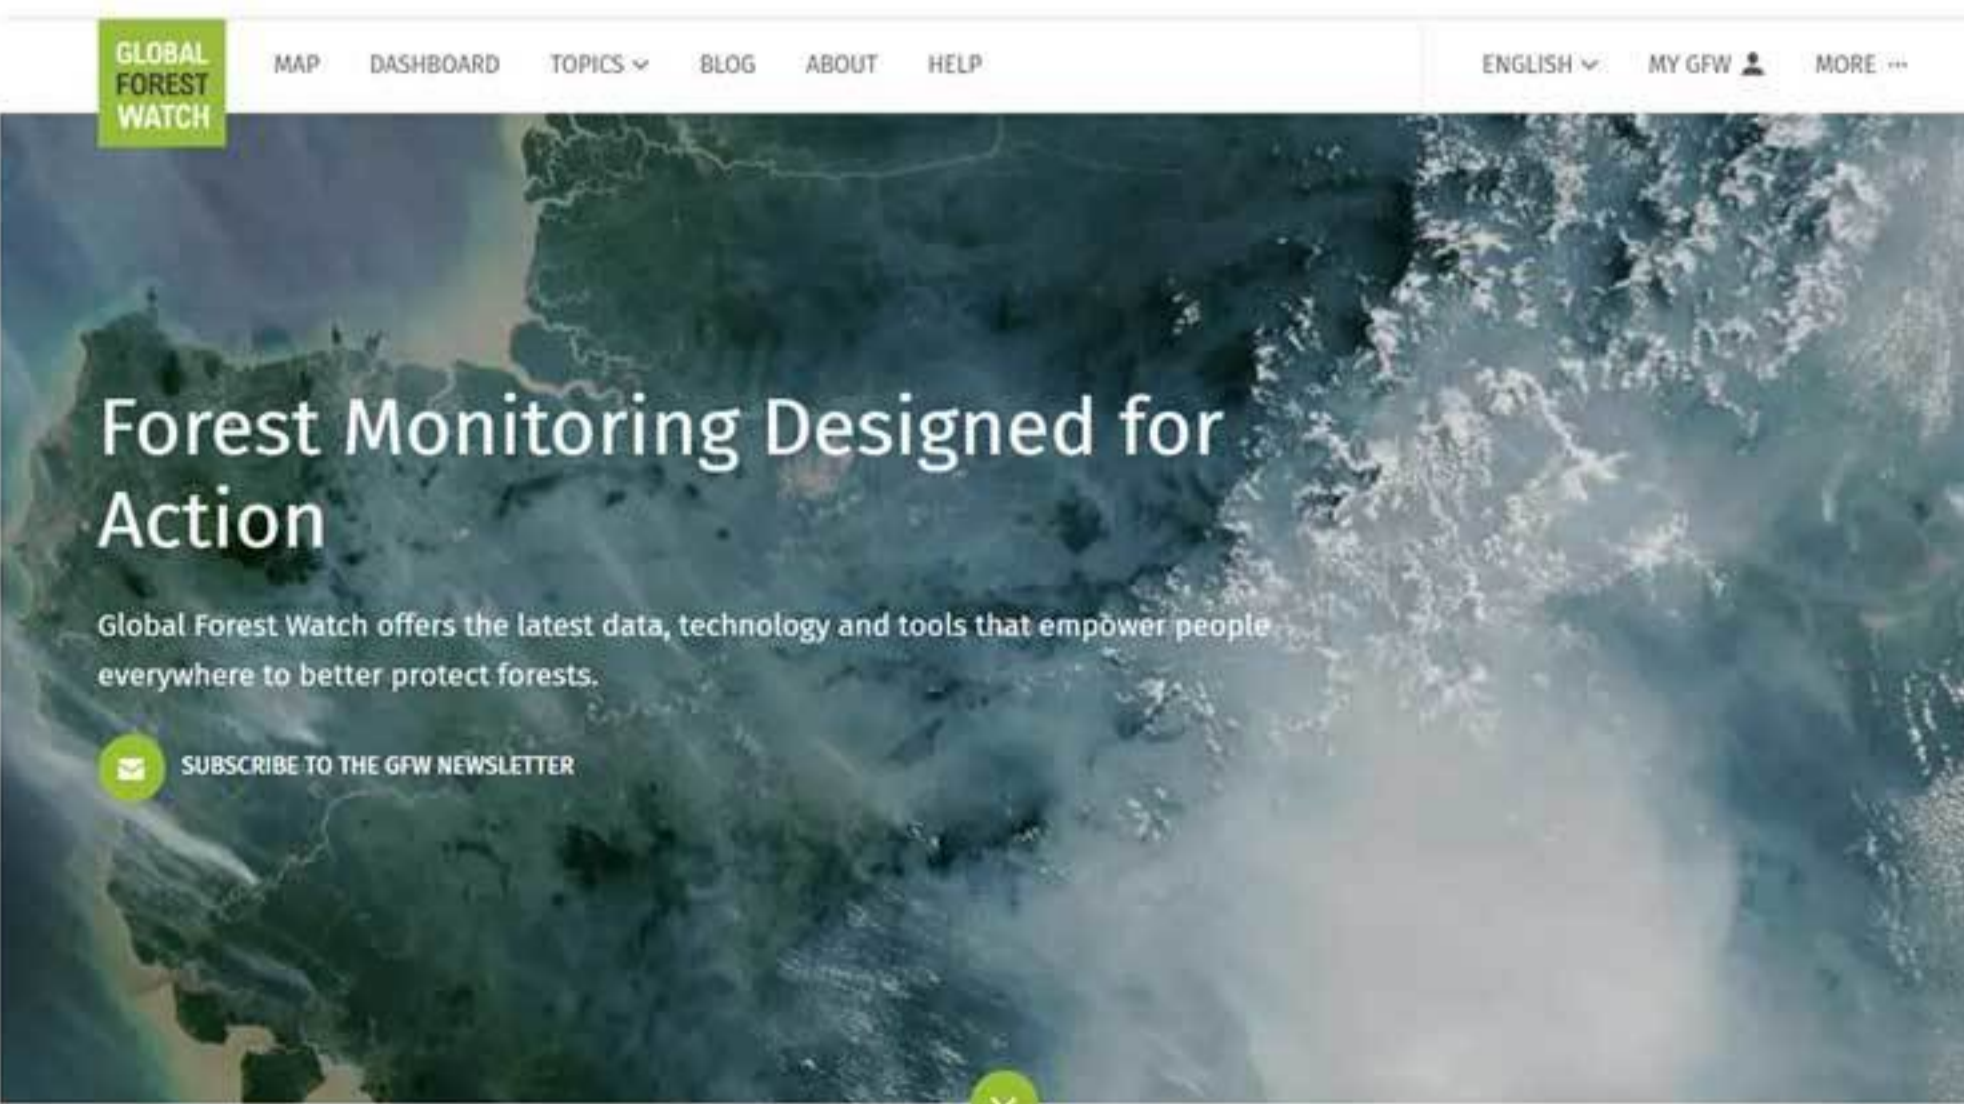 GLOBAL
FOREST
WATCH
MAP DASHBOARD TOPICS BLOG ABOUT HELP ENGLISH MY GFW MORE
Forest Monitoring Designed for
Action
Global Forest Watch offers the latest data, technology and tools that empower people
everywhere to better protect forests.
SUBSCRIBE TO THE GFW NEWSLETTER